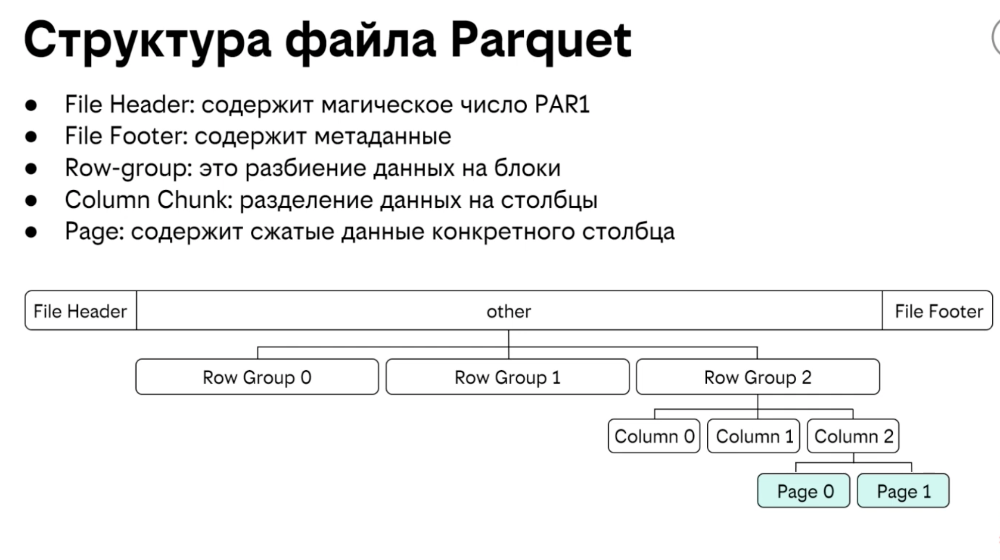 Структура файла Parquet
● File Header: содержит магическое число PAR1
● File Footer: содержит метаданные
● Row-group: это разбиение данных на блоки
● Column Chunk: разделение данных на столбцы
● Page: содержит сжатые данные конкретного столбца
File Header other File Footer
Row Group 0 Row Group 1 Row Group 2
Column 0 Column 1 Column 2
Page 0 Page 1